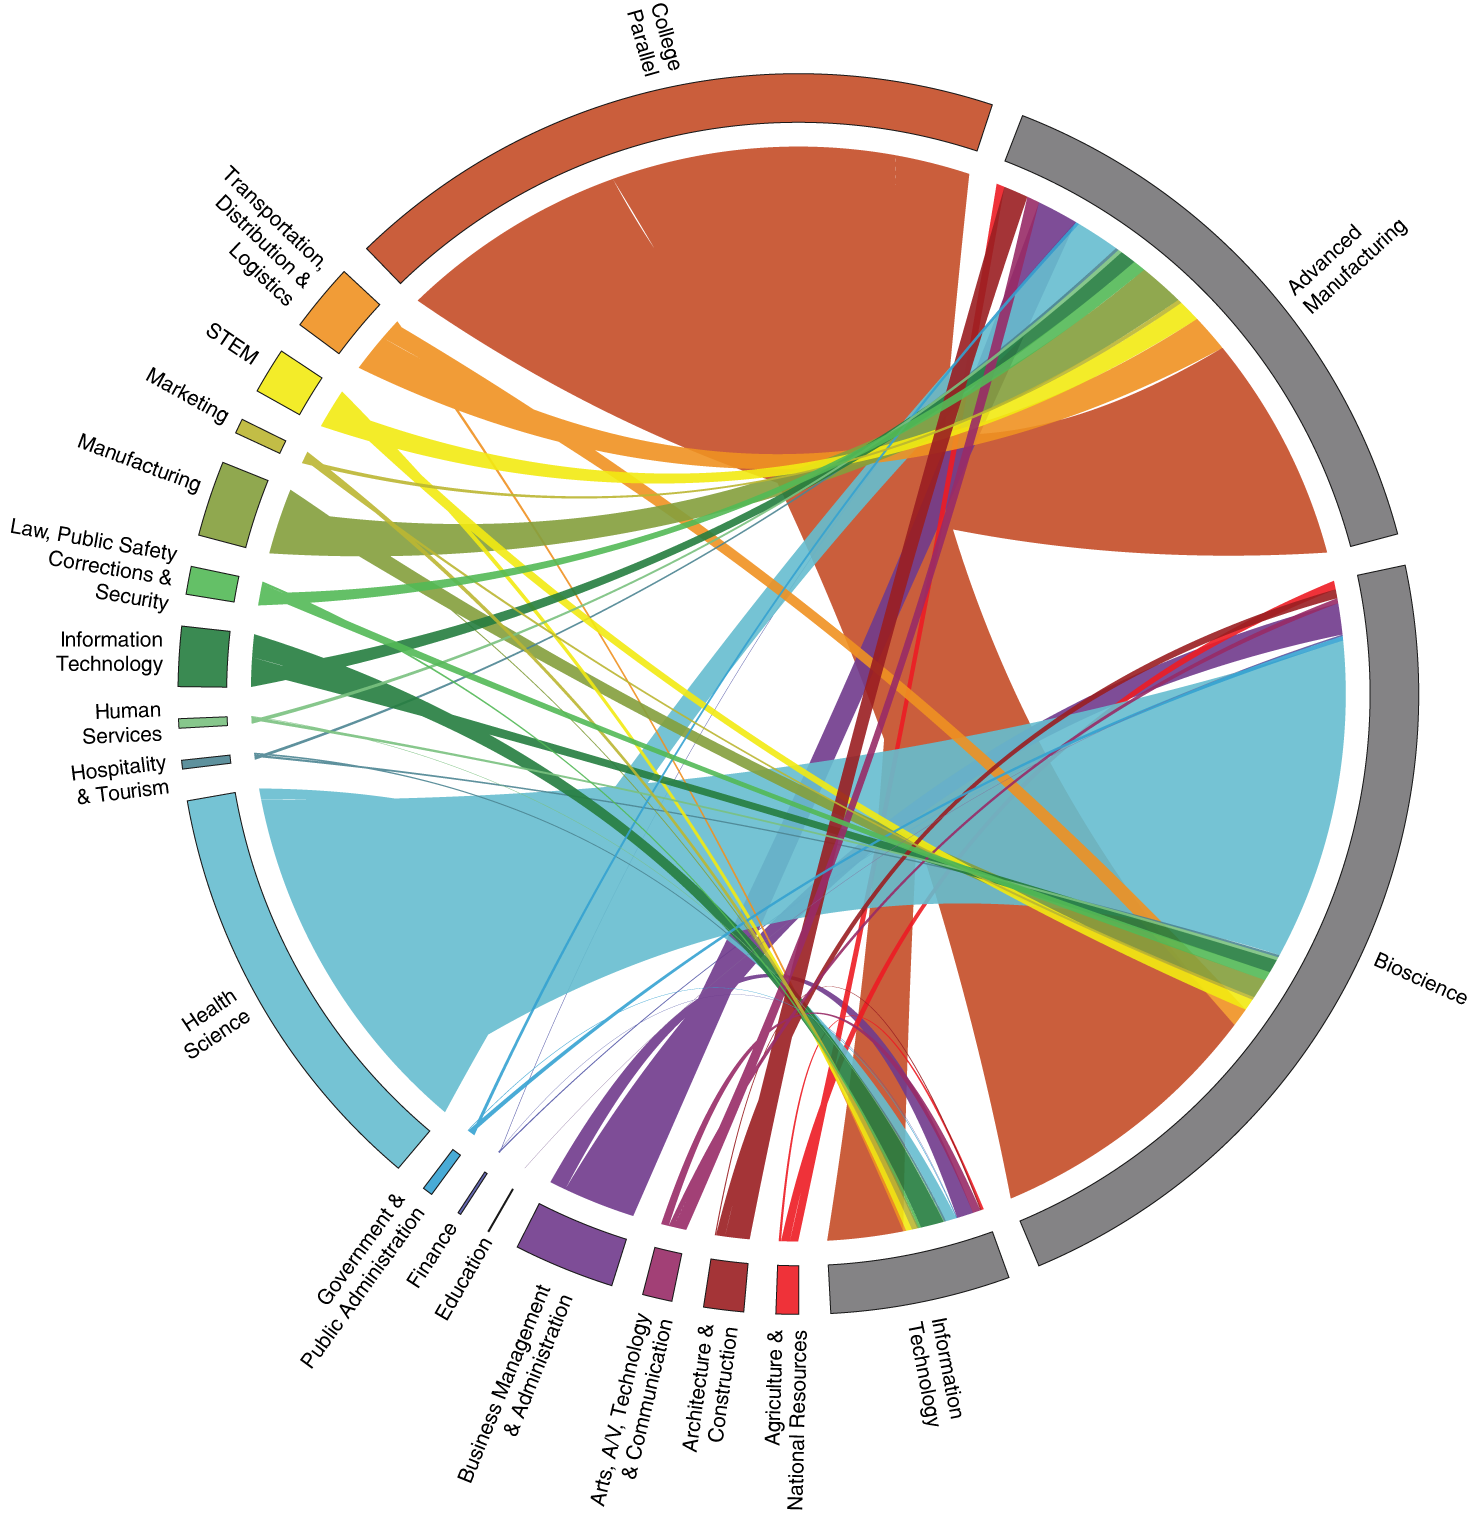 College
Parallel
Transportation,
Distribution &
Logistics
STEM
Marketing
Manufacturing
Law, Public Safety
Corrections &
Security
Information
Technology
Human
Services
Hospitality
& Tourism
Health
Science
Government &
Public Administration
Finance
Education
Business Management
& Administration
Arts, A/V, Technology
& Communication
Architecture &
Construction
Agriculture &
National Resources
Information
Technology
Bioscience
Advanced
Manufacturing